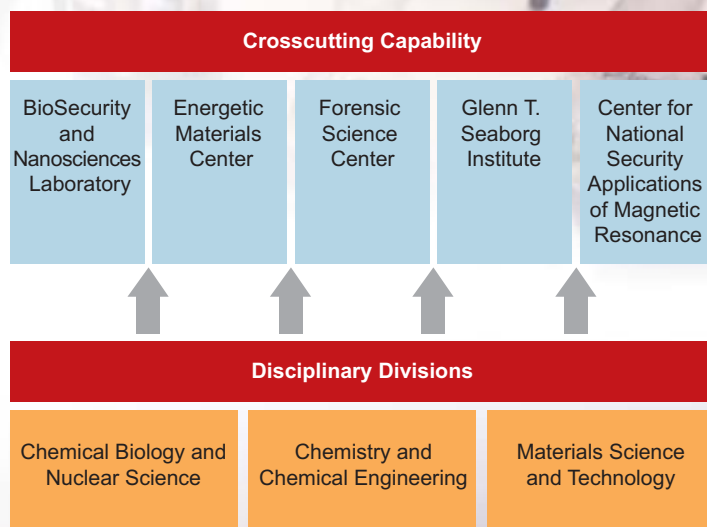 Crosscutting Capability
BioSecurity
and
Nanosciences
Laboratory
Energetic
Materials
Center
Forensic
Science
Center
Glenn T.
Seaborg
Institute
Center for
National
Security
Applications
of Magnetic
Resonance
Disciplinary Divisions
Chemical Biology and
Nuclear Science
Chemistry and
Chemical Engineering
Materials Science
and Technology